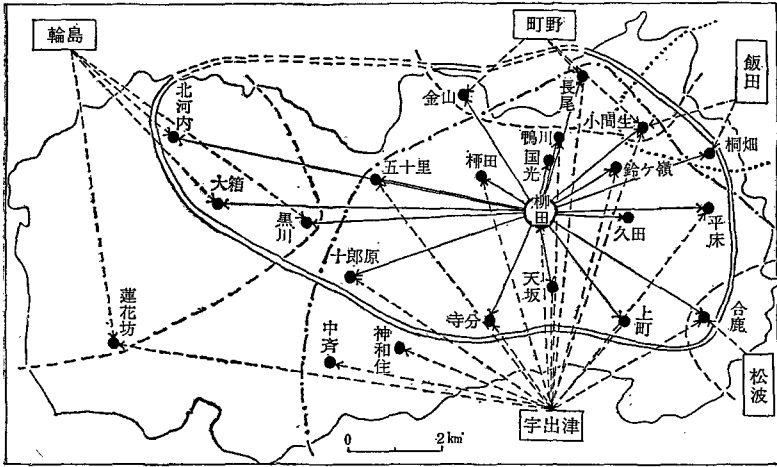 輪島
町野
飯田
北河内
金山
長尾
小間生
桐畑
鴨川
国光
五十里
柳田
鈴ヶ嶺
大箱
黒川
久田
平床
十郎原
天坂
蓮花坊
中斉
神和住
寺分
上町
合鹿
松波
宇出津
0 2km